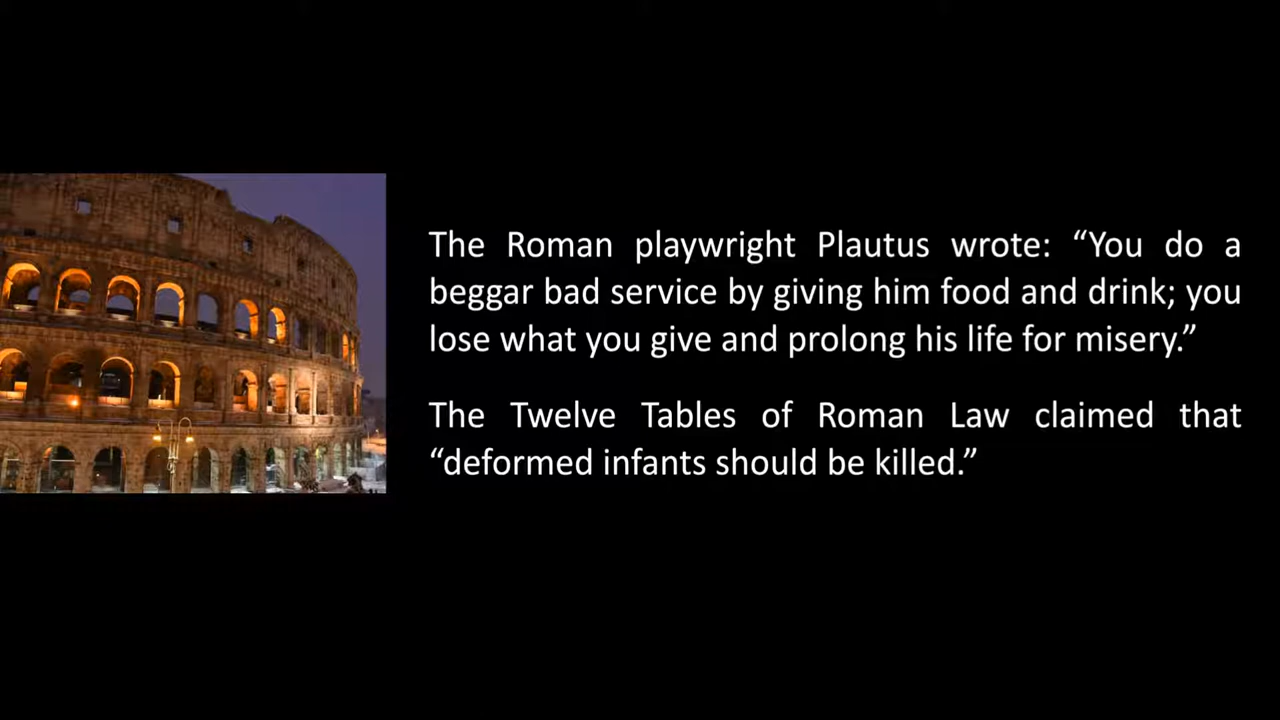 The Roman playwright Plautus wrote: “You do a
beggar bad service by giving him food and drink; you
lose what you give and prolong his life for misery.”
The Twelve Tables of Roman Law claimed that
“deformed infants should be killed.”